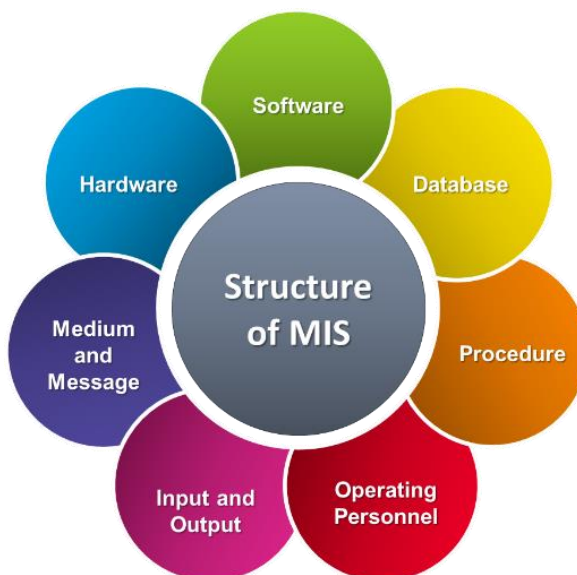 Software
Hardware
Database
Structure
of MIS
Medium
and
Message
Procedure
Input and
Output
Operating
Personnel